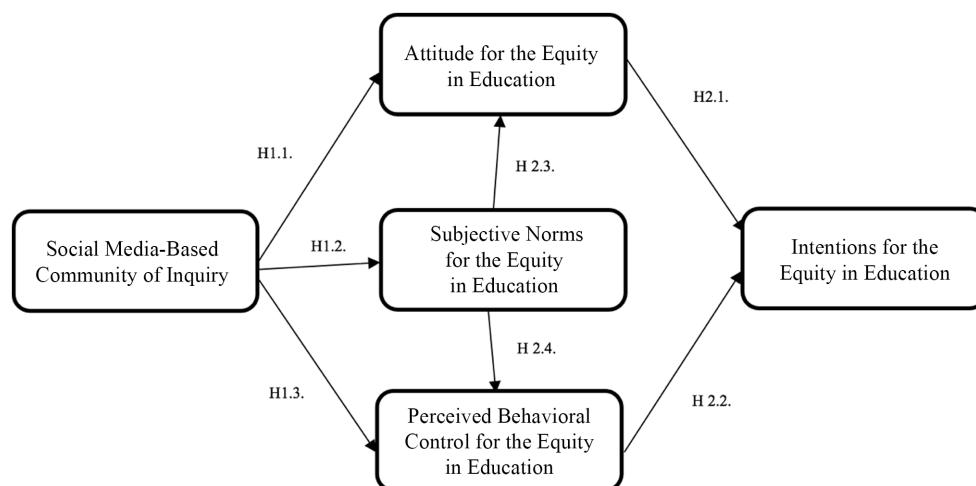 Attitude for the Equity
in Education
H2.1.
H1.1.
H 2.3.
Social Media-Based
Community of Inquiry
H1.2.
Subjective Norms
for the Equity
in Education
Intentions for the
Equity in Education
H 2.4.
H1.3.
H 2.2.
Perceived Behavioral
Control for the Equity
in Education